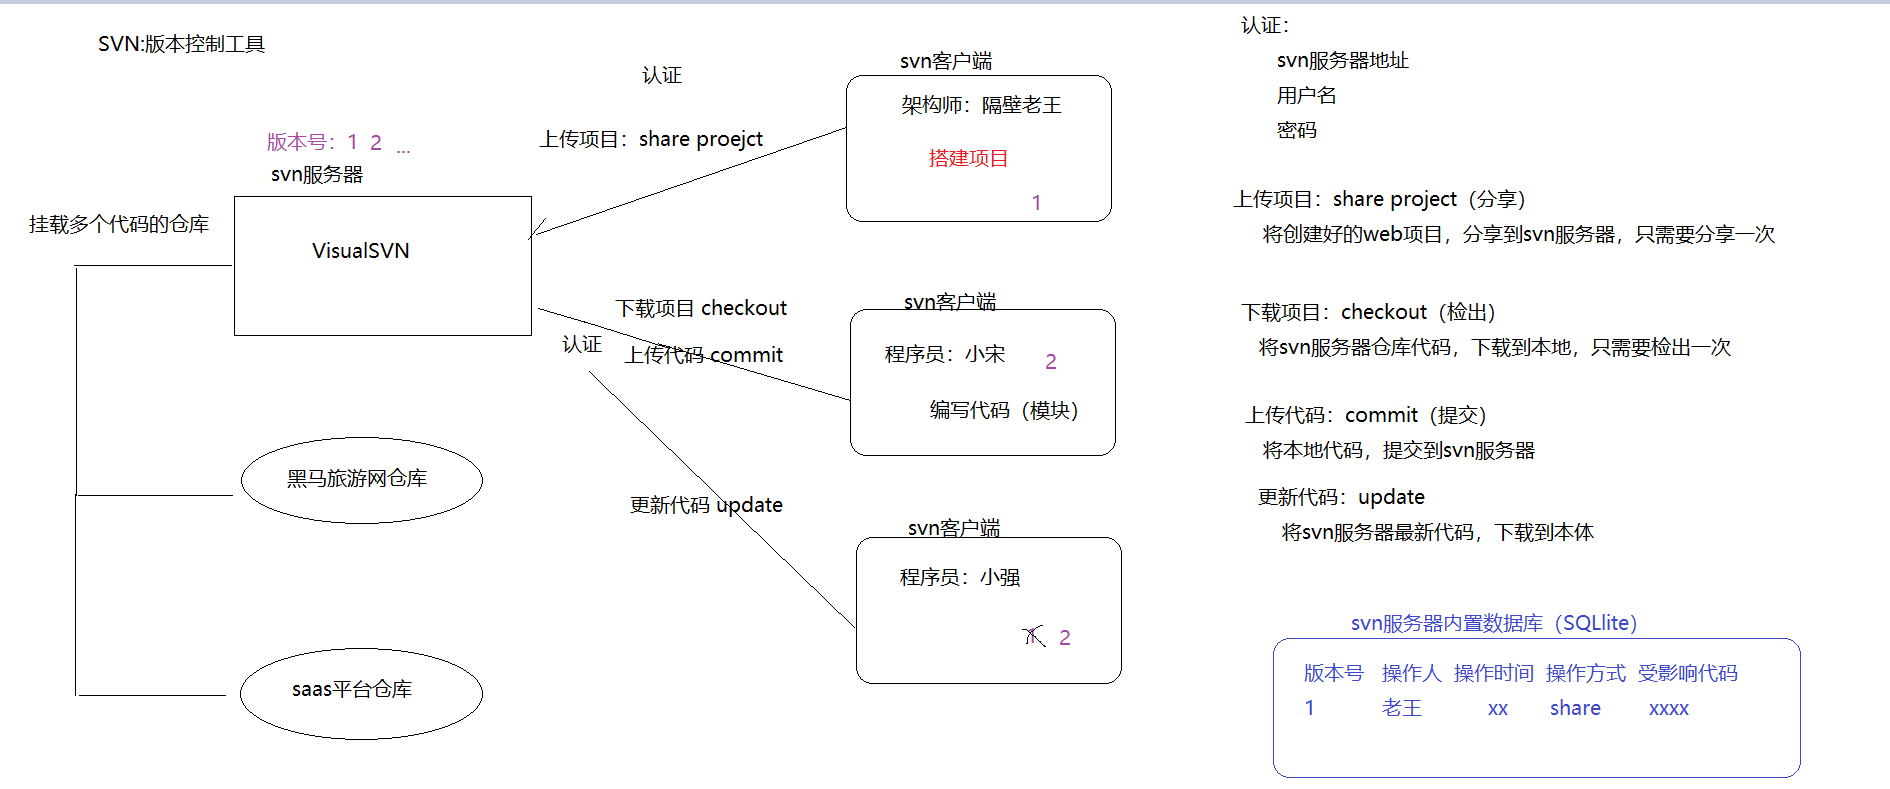 SVN:版本控制工具
版本号：1 2 ...
svn服务器
挂载多个代码的仓库
VisualSVN
黑马旅游网仓库
saas平台仓库
认证
上传项目：share proejct
下载项目 checkout
认证
上传代码 commit
更新代码 update
svn客户端
架构师：隔壁老王
搭建项目
1
svn客户端
程序员：小宋
2
编写代码（模块）
svn客户端
程序员：小强
1 2
认证：
svn服务器地址
用户名
密码
上传项目：share project（分享）
将创建好的web项目，分享到svn服务器，只需要分享一次
下载项目：checkout（检出）
将svn服务器仓库代码，下载到本地，只需要检出一次
上传代码：commit（提交）
将本地代码，提交到svn服务器
更新代码：update
将svn服务器最新代码，下载到本体
svn服务器内置数据库（SQLlite）
版本号 操作人 操作时间 操作方式 受影响代码
1 老王 xx share xxxx